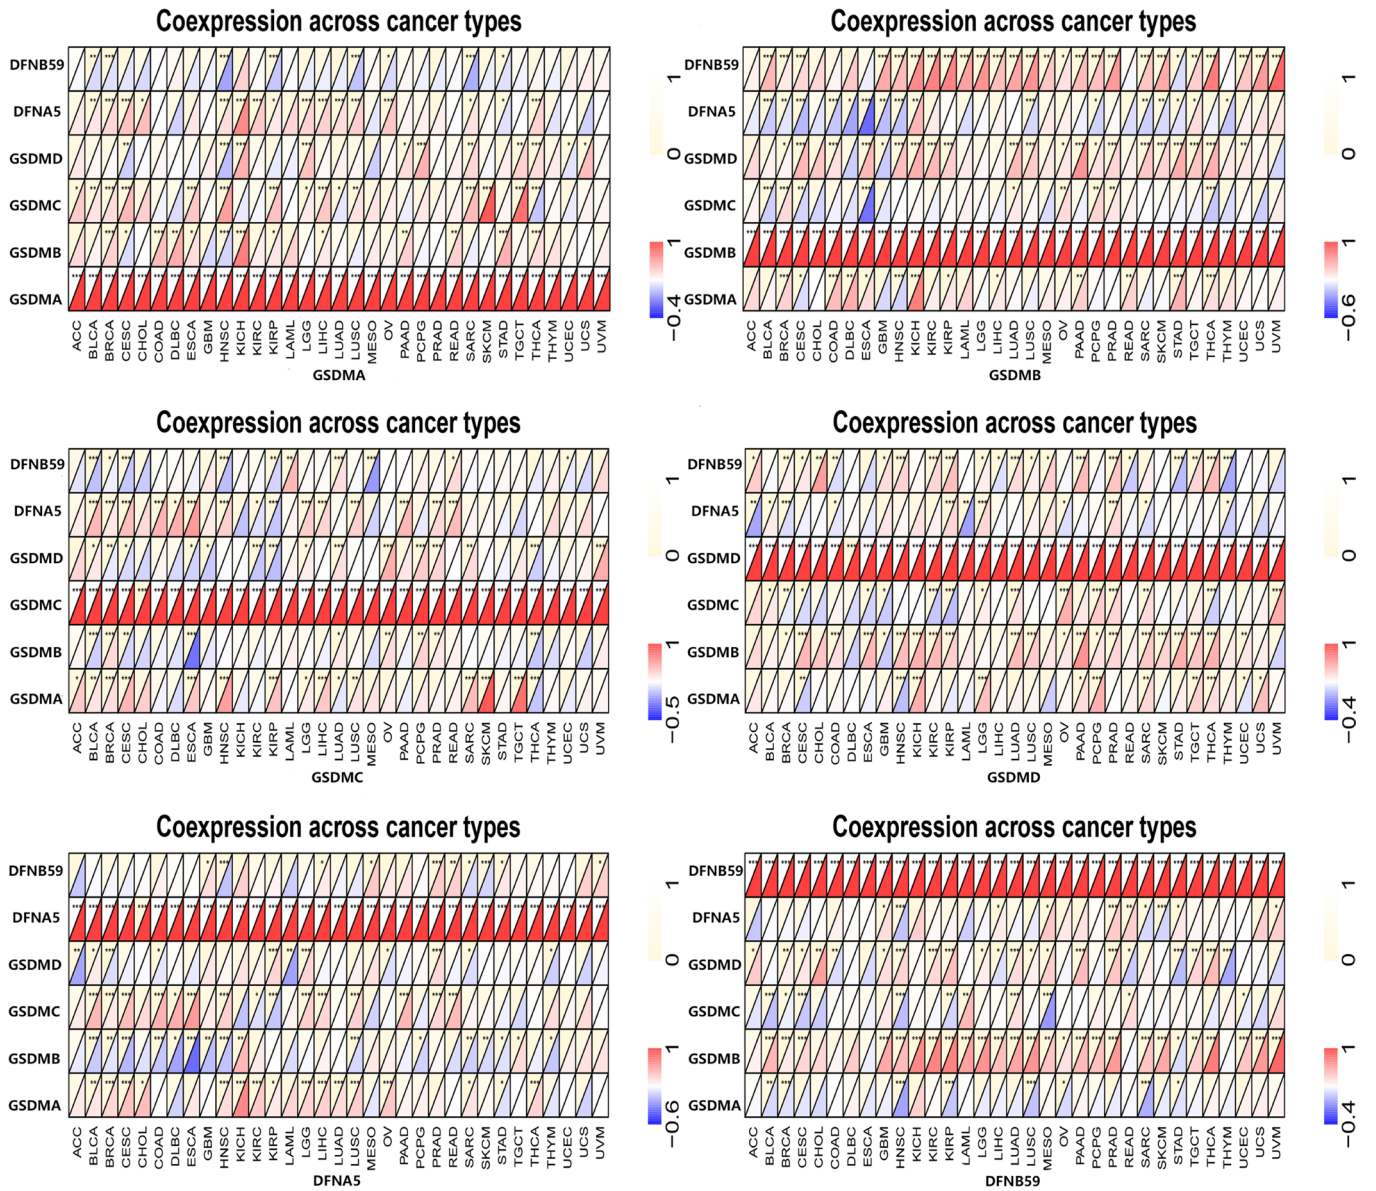 Coexpression across cancer types
DFNB59
DFNA5
GSDMD
GSDMC
GSDMB
GSDMA
1
0
1
−0.4
ACC BLCA BRCA CESC CHOL COAD DLBC ESCA GBM HNSC KICH KIRC KIRP LAML LGG LIHC LUAD LUSC MESO OV PAAD PCPG PRAD READ SARC SKCM STAD TGCT THCA THYM UCEC UCS UVM
GSDMA
Coexpression across cancer types
DFNB59
DFNA5
GSDMD
GSDMC
GSDMB
GSDMA
1
0
1
−0.6
ACC BLCA BRCA CESC CHOL COAD DLBC ESCA GBM HNSC KICH KIRC KIRP LAML LGG LIHC LUAD LUSC MESO OV PAAD PCPG PRAD READ SARC SKCM STAD TGCT THCA THYM UCEC UCS UVM
GSDMB
Coexpression across cancer types
DFNB59
DFNA5
GSDMD
GSDMC
GSDMB
GSDMA
1
0
1
−0.5
ACC BLCA BRCA CESC CHOL COAD DLBC ESCA GBM HNSC KICH KIRC KIRP LAML LGG LIHC LUAD LUSC MESO OV PAAD PCPG PRAD READ SARC SKCM STAD TGCT THCA THYM UCEC UCS UVM
GSDMC
Coexpression across cancer types
DFNB59
DFNA5
GSDMD
GSDMC
GSDMB
GSDMA
1
0
1
−0.4
ACC BLCA BRCA CESC CHOL COAD DLBC ESCA GBM HNSC KICH KIRC KIRP LAML LGG LIHC LUAD LUSC MESO OV PAAD PCPG PRAD READ SARC SKCM STAD TGCT THCA THYM UCEC UCS UVM
GSDMD
Coexpression across cancer types
DFNB59
DFNA5
GSDMD
GSDMC
GSDMB
GSDMA
1
0
1
−0.6
ACC BLCA BRCA CESC CHOL COAD DLBC ESCA GBM HNSC KICH KIRC KIRP LAML LGG LIHC LUAD LUSC MESO OV PAAD PCPG PRAD READ SARC SKCM STAD TGCT THCA THYM UCEC UCS UVM
DFNA5
Coexpression across cancer types
DFNB59
DFNA5
GSDMD
GSDMC
GSDMB
GSDMA
1
0
1
−0.4
ACC BLCA BRCA CESC CHOL COAD DLBC ESCA GBM HNSC KICH KIRC KIRP LAML LGG LIHC LUAD LUSC MESO OV PAAD PCPG PRAD READ SARC SKCM STAD TGCT THCA THYM UCEC UCS UVM
DFNB59